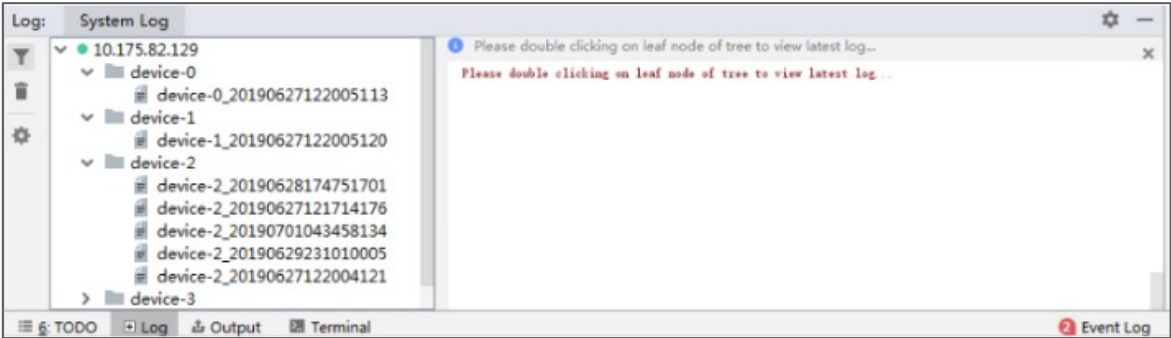 Log: System Log
10.175.82.129
device-0
device-0_20190627122005113
device-1
device-1_20190627122005120
device-2
device-2_20190628174751701
device-2_20190627121714176
device-2_20190701043458134
device-2_20190629231010005
device-2_20190627122004121
device-3
Please double clicking on leaf node of tree to view latest log...
Please double clicking on leaf node of tree to view latest log...
6: TODO Log Output Terminal 2 Event Log